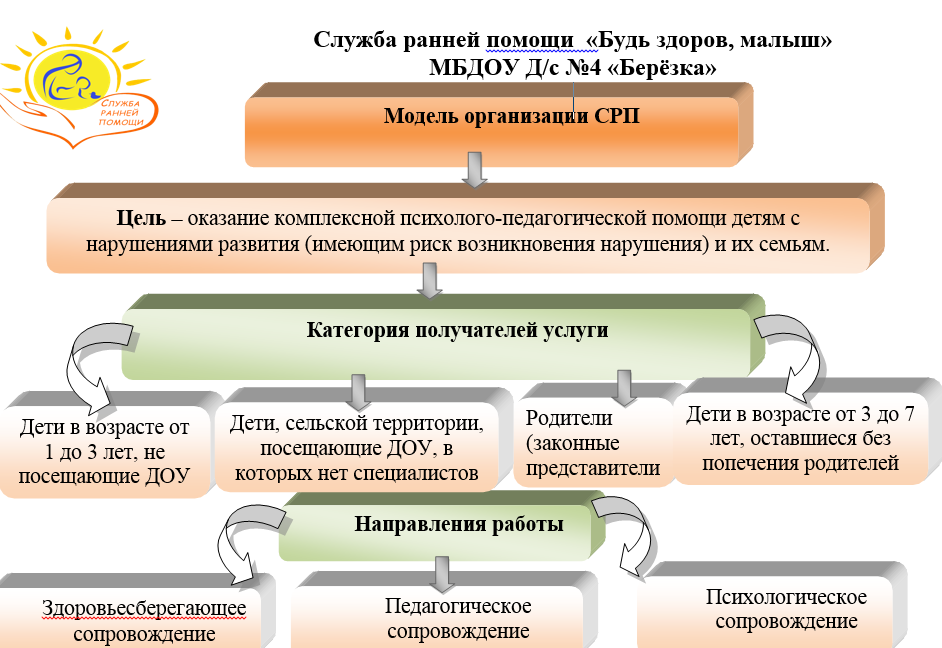 Служба ранней помощи «Будь здоров, малыш»
МБДОУ Д/с №4 «Берёзка»
СЛУЖБА
РАННЕЙ
ПОМОЩИ
Модель организации СРП
Цель – оказание комплексной психолого-педагогической помощи детям с
нарушениями развития (имеющим риск возникновения нарушения) и их семьям.
Категория получателей услуги
Дети в возрасте от
1 до 3 лет, не
посещающие ДОУ
Дети, сельской территории,
посещающие ДОУ, в
которых нет специалистов
Родители
(законные
представители
Дети в возрасте от 3 до 7
лет, оставшиеся без
попечения родителей
Направления работы
Здоровьесберегающее
сопровождение
Педагогическое
сопровождение
Психологическое
сопровождение